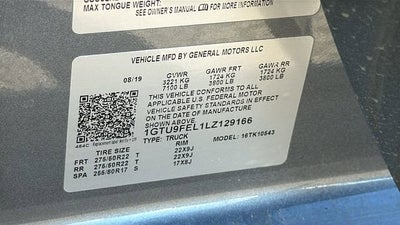 MAX TONGUE WEIGHT:
SEE OWNER'S MANUAL FOR MORE INFORMATION
VEHICLE MFD BY GENERAL MOTORS LLC
08/19 GVWR GAWR FRT GAWR RR
3221 KG 1724 KG 1724 KG
7100 LB 3800 LB 3800 LB
THIS VEHICLE CONFORMS TO ALL
APPLICABLE U.S. FEDERAL MOTOR
VEHICLE SAFETY STANDARDS IN EFFECT
ON THE DATE OF MANUFACTURE
SHOWN ABOVE.
1GTU9FEL1LZ129166
TYPE: TRUCK MODEL: 16TK10543
TIRE SIZE RIM
FRT 275/50R22 T 22X9J
RR 275/50R22 T 22X9J
SPA 255/80R17 S 17X8J